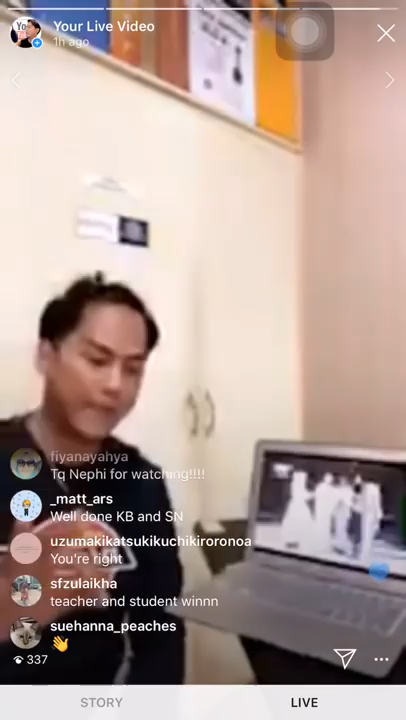 Yo
Your Live Video
1h ago
fiyanayahya
Tq Nephi for watching!!!!
_matt_ars
Well done KB and SN
uzumakikatsukikuchikiroronoa
You're right
sfzulaikha
teacher and student winnn
suehanna_peaches
👋
337
STORY
LIVE